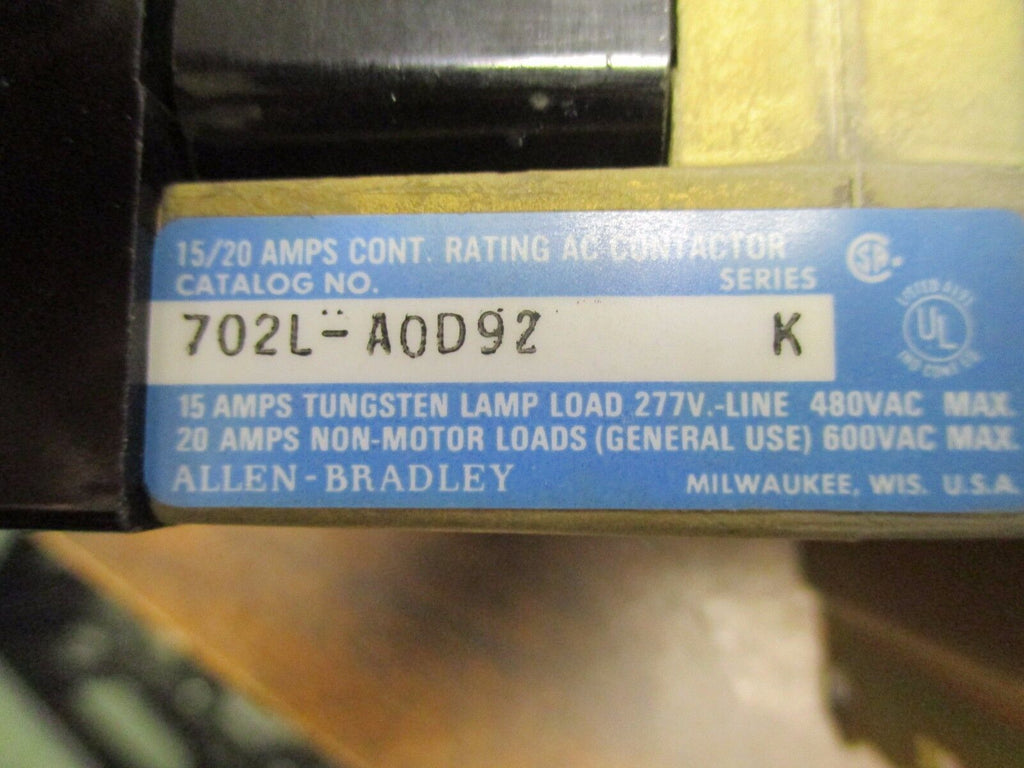 15/20 AMPS CONT. RATING AC CONTACTOR
CATALOG NO. SERIES
702L-A0D92 K
15 AMPS TUNGSTEN LAMP LOAD 277V.-LINE 480VAC MAX.
20 AMPS NON-MOTOR LOADS (GENERAL USE) 600VAC MAX.
ALLEN-BRADLEY MILWAUKEE, WIS. U.S.A.
UL